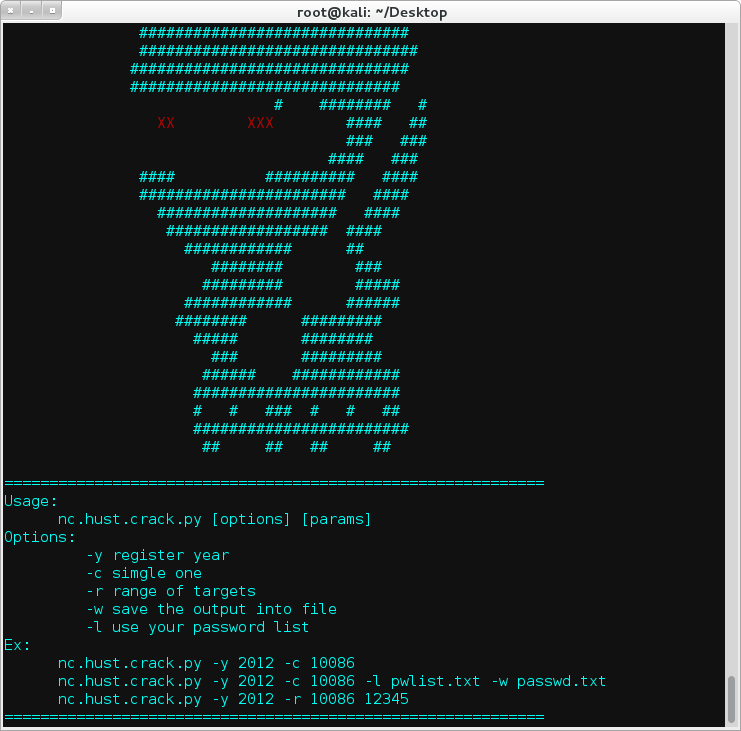 root@kali: ~/Desktop
##############################
###############################
###############################
##############################
# ######## #
XX XXX #### ##
### ###
#### ###
#### ########## ####
####################### ####
#################### ####
################## ####
############ ##
######## ###
######### #####
############ ######
######## #########
##### ########
### #########
###### ############
#######################
# # ### # # ##
########################
## ## ## ##
============================================================
Usage:
nc.hust.crack.py [options] [params]
Options:
-y register year
-c simgle one
-r range of targets
-w save the output into file
-l use your password list
Ex:
nc.hust.crack.py -y 2012 -c 10086
nc.hust.crack.py -y 2012 -c 10086 -l pwlist.txt -w passwd.txt
nc.hust.crack.py -y 2012 -r 10086 12345
============================================================